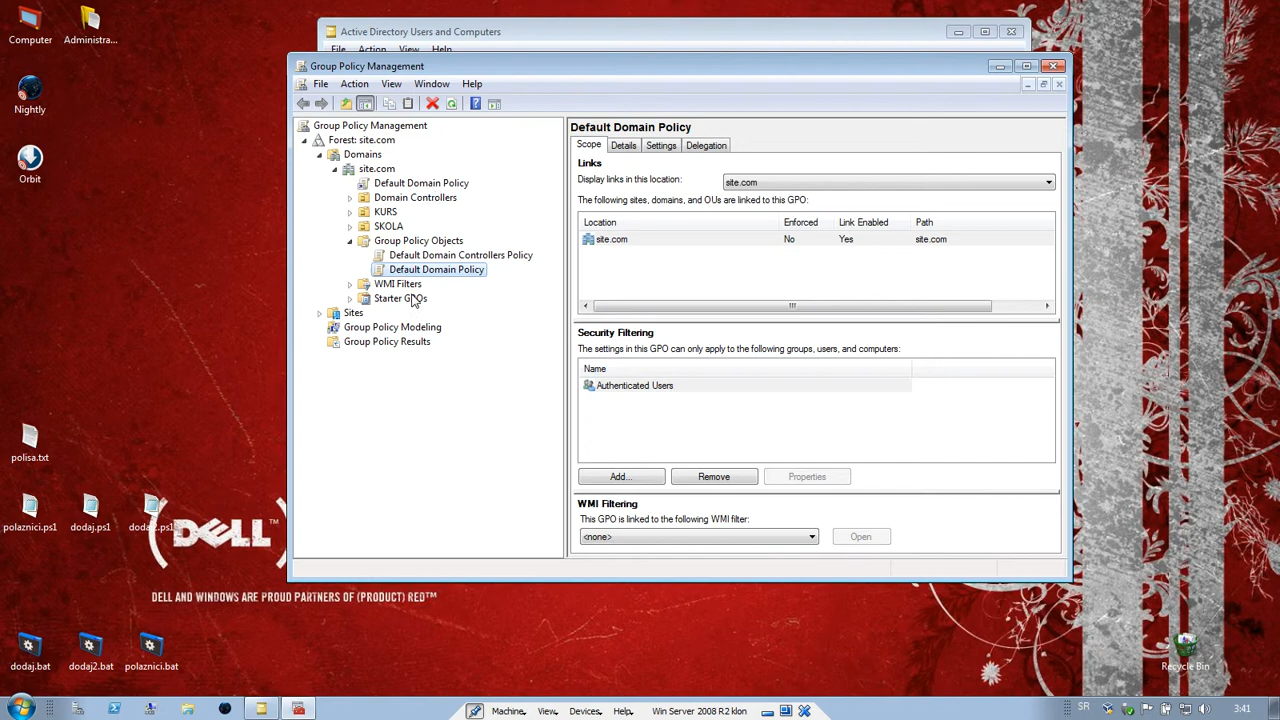 Computer
Administra...
Nightly
Orbit
polisa.txt
polaznici.ps1
dodaj.ps1
DELL™
DELL AND WINDOWS ARE PROUD PARTNERS OF (PRODUCT) RED™
dodaj.bat
dodaj2.bat
polaznici.bat
Recycle Bin
Active Directory Users and Computers
File Action View Help
Group Policy Management
File Action View Window Help
Group Policy Management
Forest: site.com
Domains
site.com
Default Domain Policy
Domain Controllers
KURS
SKOLA
Group Policy Objects
Default Domain Controllers Policy
Default Domain Policy
WMI Filters
Starter GPOs
Sites
Group Policy Modeling
Group Policy Results
Default Domain Policy
Scope Details Settings Delegation
Links
Display links in this location:
site.com
The following sites, domains, and OUs are linked to this GPO:
Location Enforced Link Enabled Path
site.com No Yes site.com
Security Filtering
The settings in this GPO can only apply to the following groups, users, and computers:
Name
Authenticated Users
Add... Remove Properties
WMI Filtering
This GPO is linked to the following WMI filter:
<none> Open
Machine View Devices Help Win Server 2008 R2 klon
SR 3:41